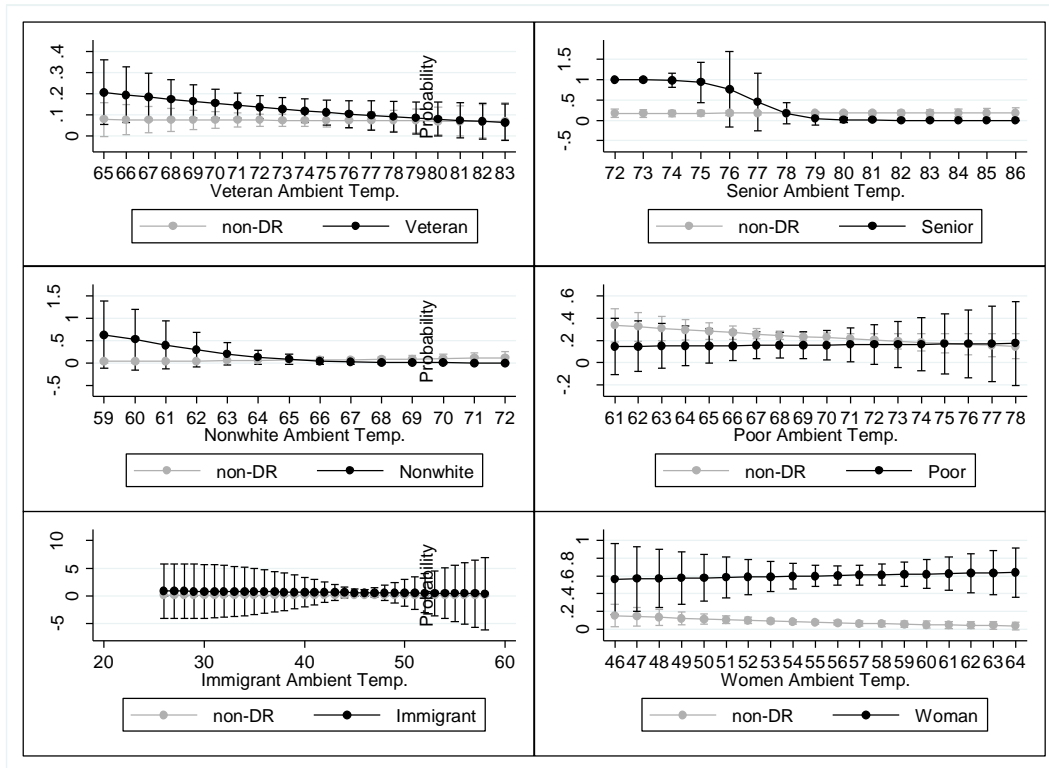 0 .1 .2 .3 .4
65 66 67 68 69 70 71 72 73 74 75 76 77 78 79 80 81 82 83
Veteran Ambient Temp.
non-DR Veteran
Probability
-.5 0 .5 1 1.5
72 73 74 75 76 77 78 79 80 81 82 83 84 85 86
Senior Ambient Temp.
non-DR Senior
-.5 0 .5 1 1.5
59 60 61 62 63 64 65 66 67 68 69 70 71 72
Nonwhite Ambient Temp.
non-DR Nonwhite
Probability
-.2 0 .2 .4 .6
61 62 63 64 65 66 67 68 69 70 71 72 73 74 75 76 77 78
Poor Ambient Temp.
non-DR Poor
-5 0 5 10
20 30 40 50 60
Immigrant Ambient Temp.
non-DR Immigrant
Probability
0 .2 .4 .6 .8 1
46 47 48 49 50 51 52 53 54 55 56 57 58 59 60 61 62 63 64
Women Ambient Temp.
non-DR Woman